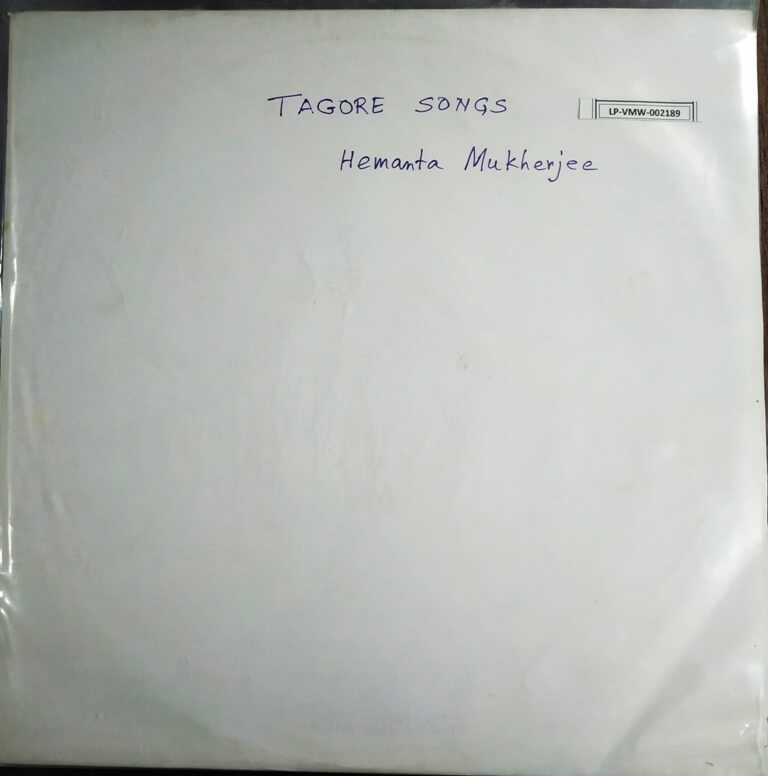 TAGORE SONGS
LP-VMW-002189
Hemanta Mukherjee